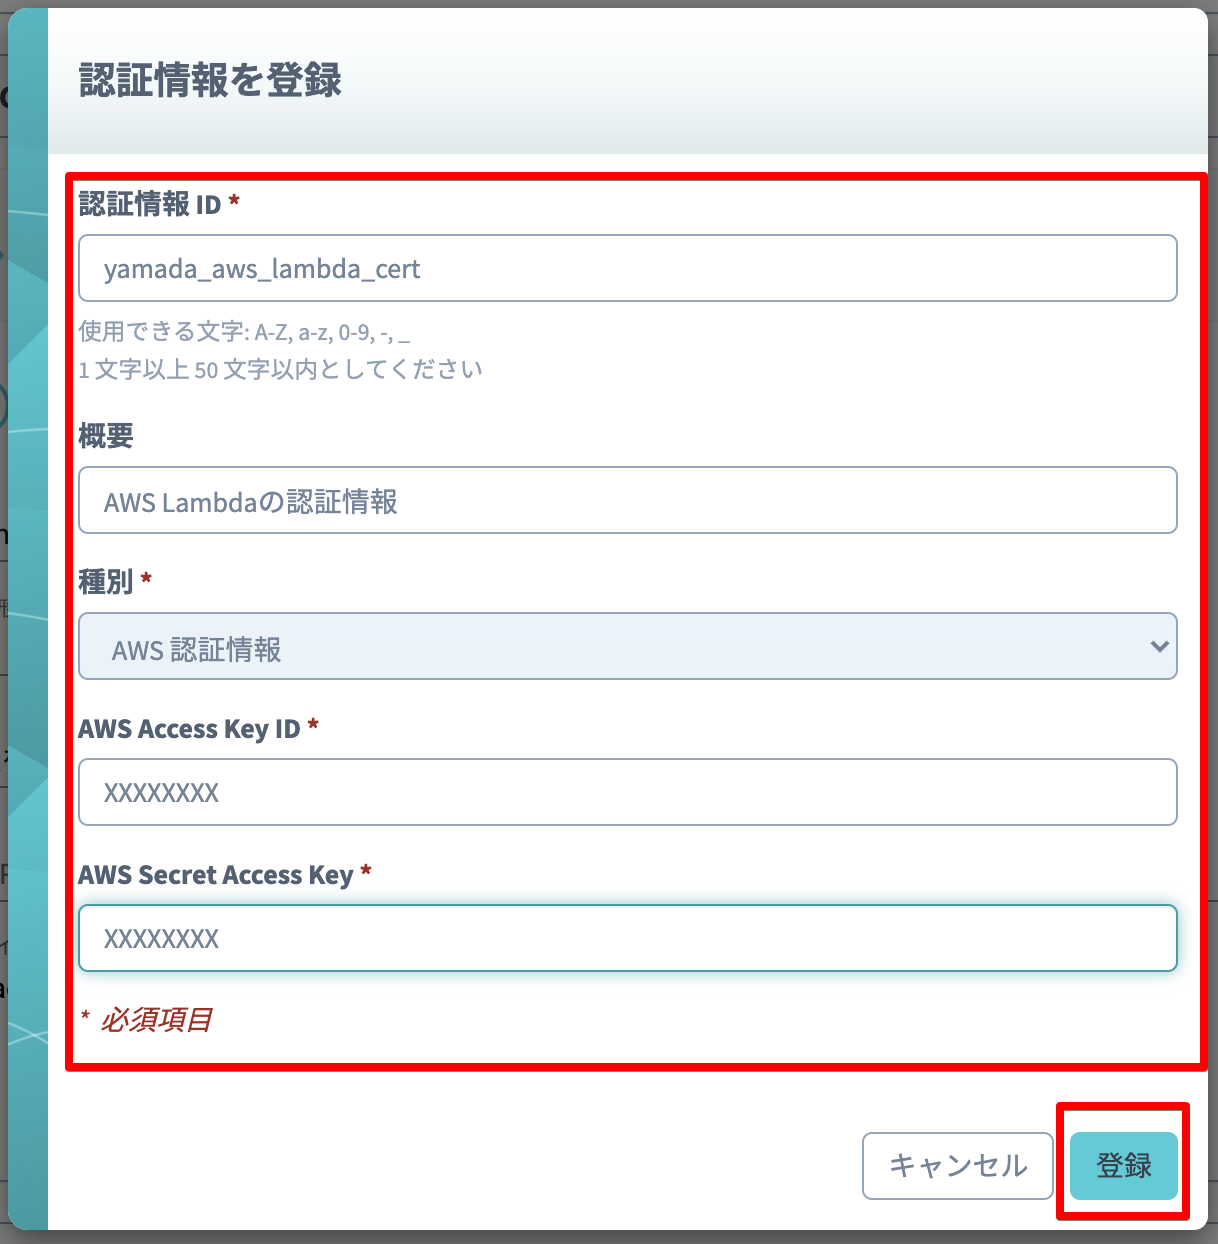 認証情報を登録
認証情報 ID *
yamada_aws_lambda_cert
使用できる文字: A-Z, a-z, 0-9, -, _
1 文字以上 50 文字以内としてください
概要
AWS Lambdaの認証情報
種別 *
AWS 認証情報
AWS Access Key ID *
XXXXXXXX
AWS Secret Access Key *
XXXXXXXX
* 必須項目
キャンセル
登録